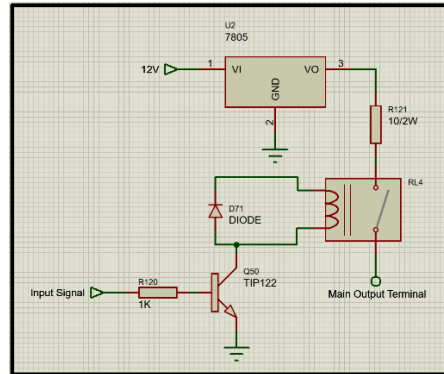 U2
7805
12V
1
VI
VO
3
GND
2
R121
10/2W
RL4
D71
DIODE
Q50
TIP122
Input Signal
R120
1K
Main Output Terminal